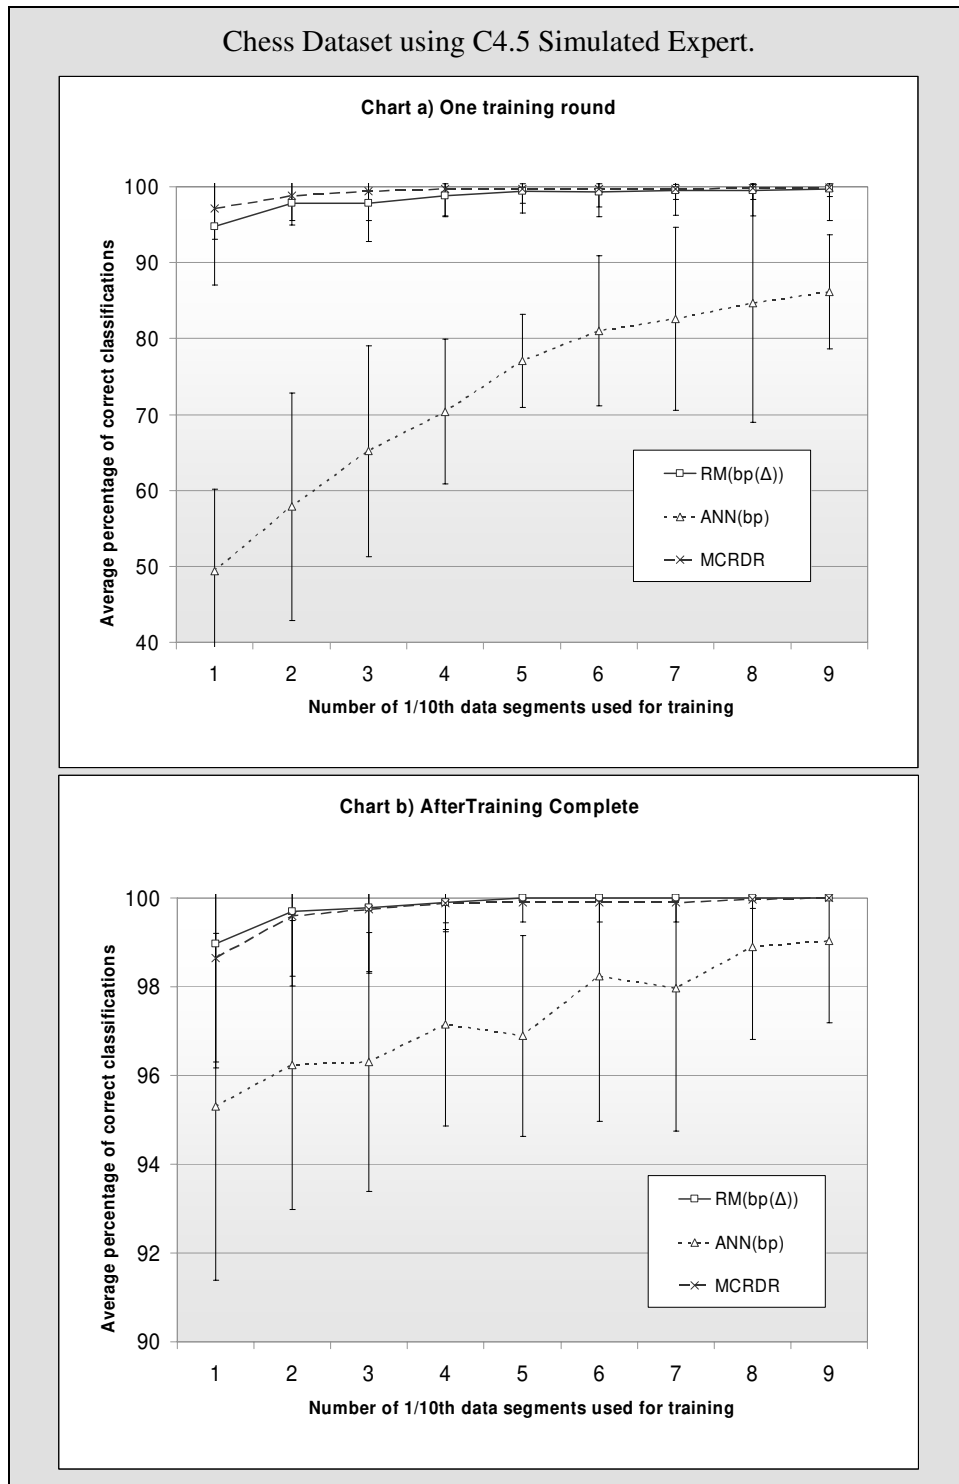 Chess Dataset using C4.5 Simulated Expert.
Chart a) One training round
Average percentage of correct classifications
100
90
80
70
60
50
40
RM(bp(Δ))
ANN(bp)
MCRDR
1 2 3 4 5 6 7 8 9
Number of 1/10th data segments used for training
Chart b) AfterTraining Complete
Average percentage of correct classifications
100
98
96
94
92
90
RM(bp(Δ))
ANN(bp)
MCRDR
1 2 3 4 5 6 7 8 9
Number of 1/10th data segments used for training